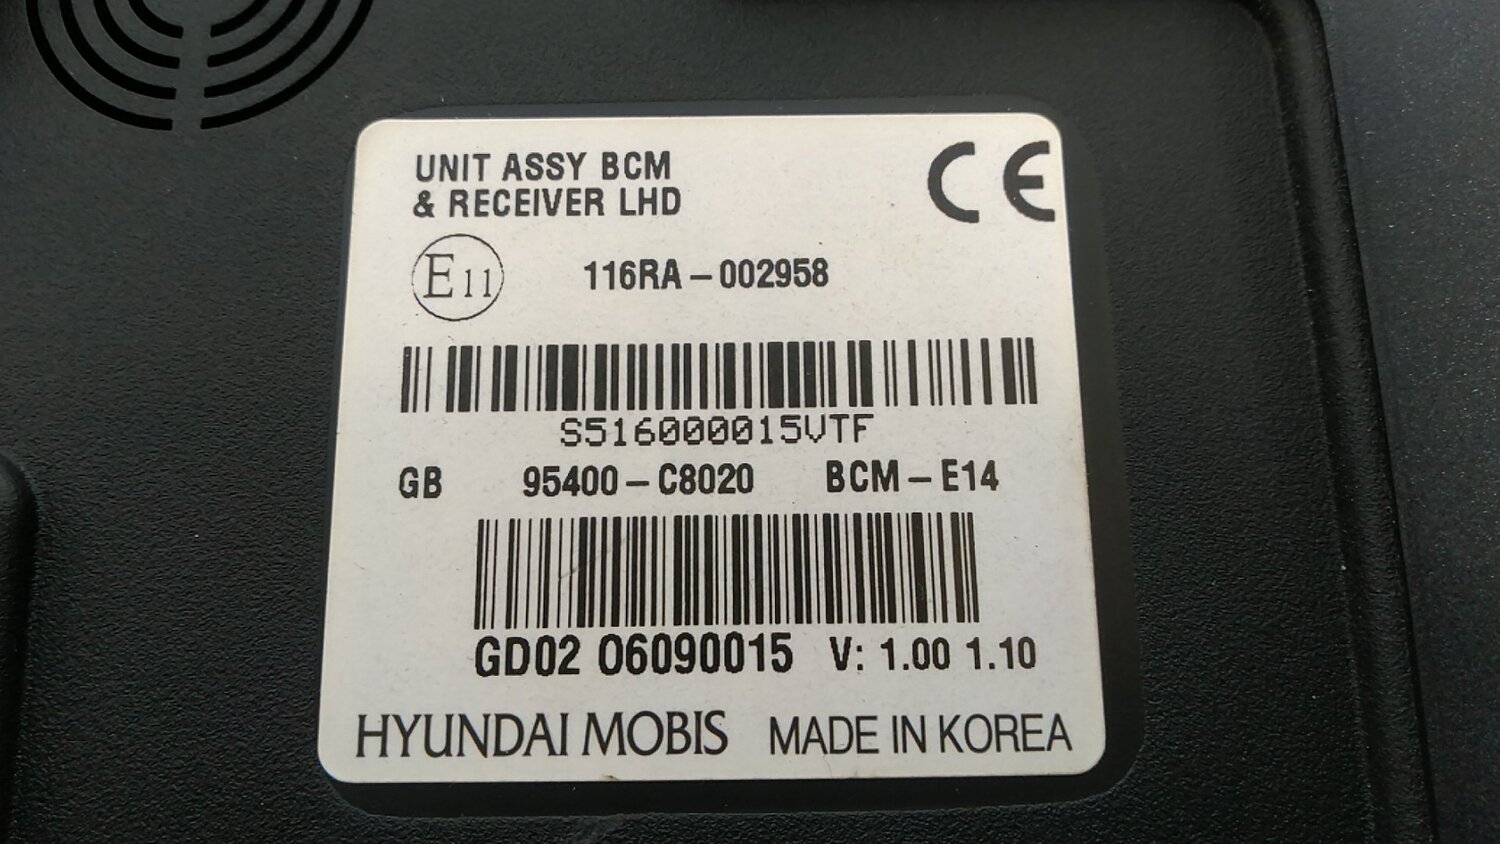 UNIT ASSY BCM
& RECEIVER LHD
CE
E11 116RA-002958
S516000015VTF
GB 95400-C8020 BCM-E14
GD02 06090015 V: 1.00 1.10
HYUNDAI MOBIS MADE IN KOREA